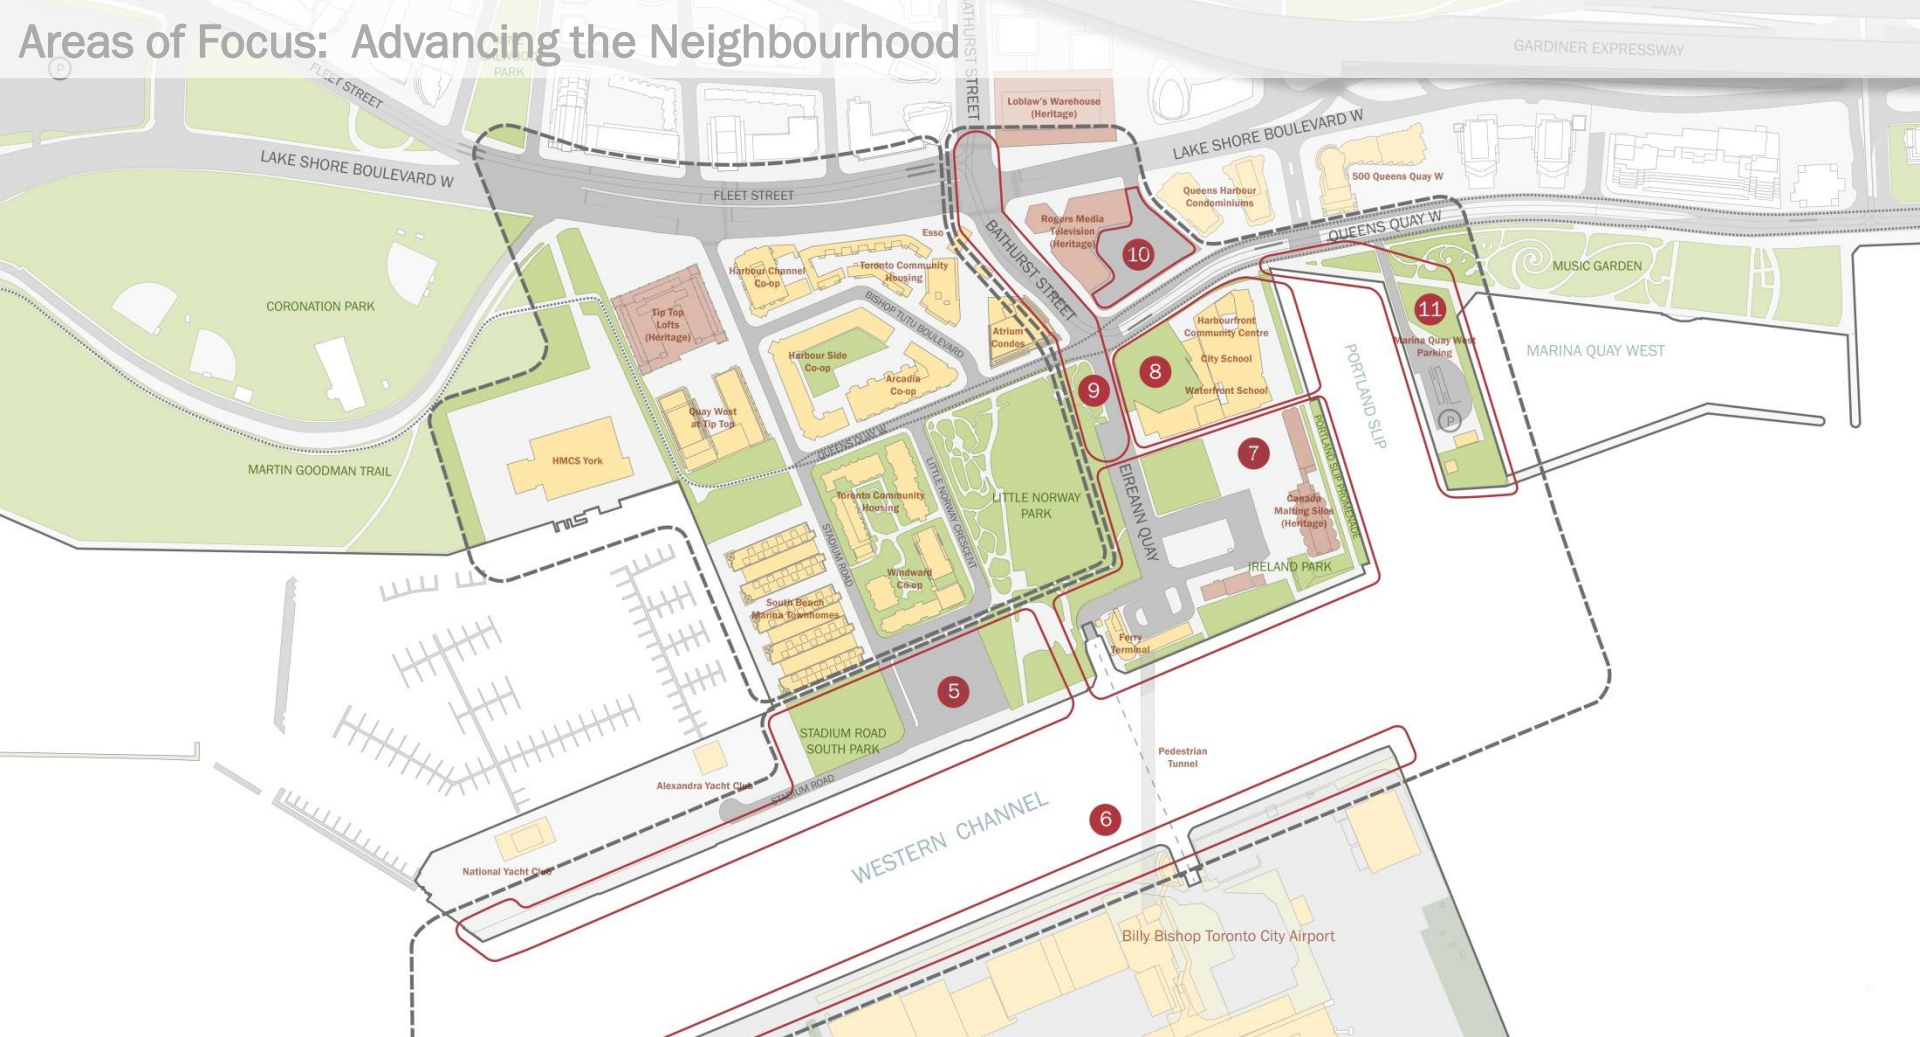 Areas of Focus: Advancing the Neighbourhood
GARDINER EXPRESSWAY
P
PARK
FLEET STREET
BATHURST STREET
Loblaw's Warehouse
(Heritage)
LAKE SHORE BOULEVARD W
LAKE SHORE BOULEVARD W
FLEET STREET
500 Queens Quay W
Queens Harbour
Condominiums
Rogers Media
Television
(Heritage)
QUEENS QUAY W
Esso
BATHURST STREET
10
Harbour Channel
Co-op
Toronto Community
Housing
MUSIC GARDEN
CORONATION PARK
BISHOP TUTU BOULEVARD
Tip Top
Lofts
(Heritage)
Harbourfront
Community Centre
City School
Waterfront School
11
Marina Quay West
Parking
MARINA QUAY WEST
Atrium
Condos
Harbour Side
Co-op
Arcadia
Co-op
8
9
PORTLAND SLIP
P
Quay West
at Tip Top
QUEENS QUAY W
HMCS York
MARTIN GOODMAN TRAIL
7
PORTLAND SLIP PROMENADE
Toronto Community
Housing
LITTLE NORWAY CRESCENT
LITTLE NORWAY
PARK
EIREANN QUAY
Canada
Malting Silos
(Heritage)
STADIUM ROAD
Windward
Co-op
IRELAND PARK
South Beach
Marina Townhomes
Ferry
Terminal
5
STADIUM ROAD
SOUTH PARK
Pedestrian
Tunnel
Alexandra Yacht Club
STADIUM ROAD
6
WESTERN CHANNEL
National Yacht Club
Billy Bishop Toronto City Airport